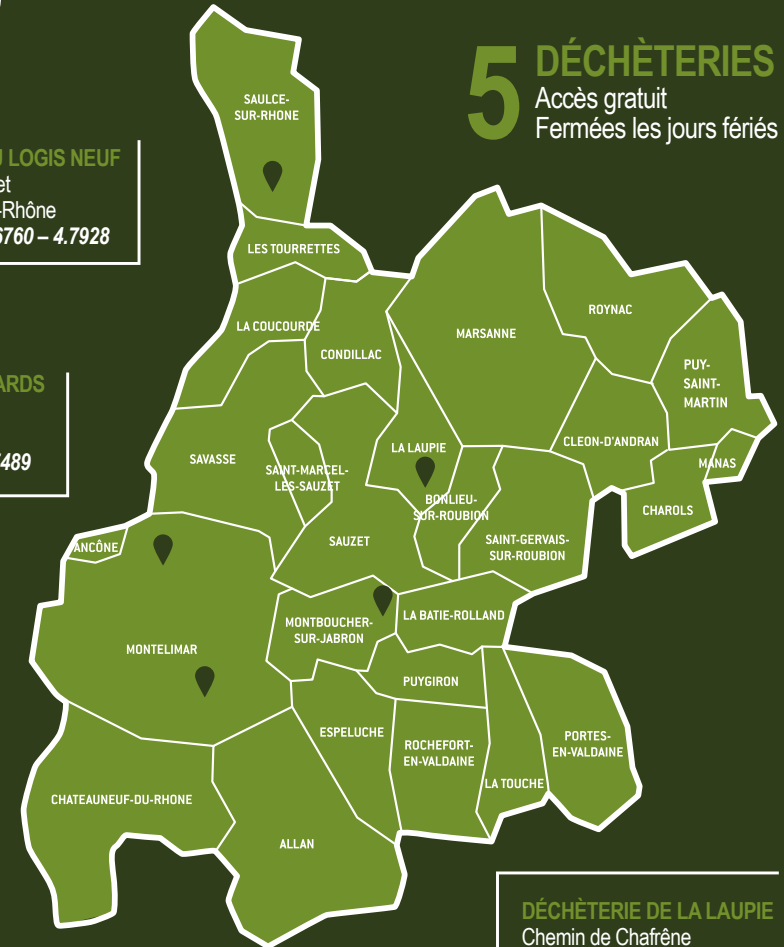 5 DÉCHÈTERIES
Accès gratuit
Fermées les jours fériés
LOGIS NEUF
et
-Rhône
6760 – 4.7928
ARDS
489
SAULCE-
SUR-RHONE
LES TOURRETTES
LA COUCOURDE
CONDILLAC
MARSANNE
ROYNAC
PUY-
SAINT-
MARTIN
CLEON-D'ANDRAN
MANAS
CHAROLS
SAVASSE
SAINT-MARCEL-
LES-SAUZET
LA LAUPIE
BONLIEU-
SUR-ROUBION
SAUZET
SAINT-GERVAIS-
SUR-ROUBION
ANCÔNE
MONTELIMAR
MONTBOUCHER-
SUR-JABRON
LA BATIE-ROLLAND
PUYGIRON
ESPELUCHE
ROCHEFORT-
EN-VALDAINE
LA TOUCHE
PORTES-
EN-VALDAINE
CHATEAUNEUF-DU-RHONE
ALLAN
DÉCHÈTERIE DE LA LAUPIE
Chemin de Chafrêne